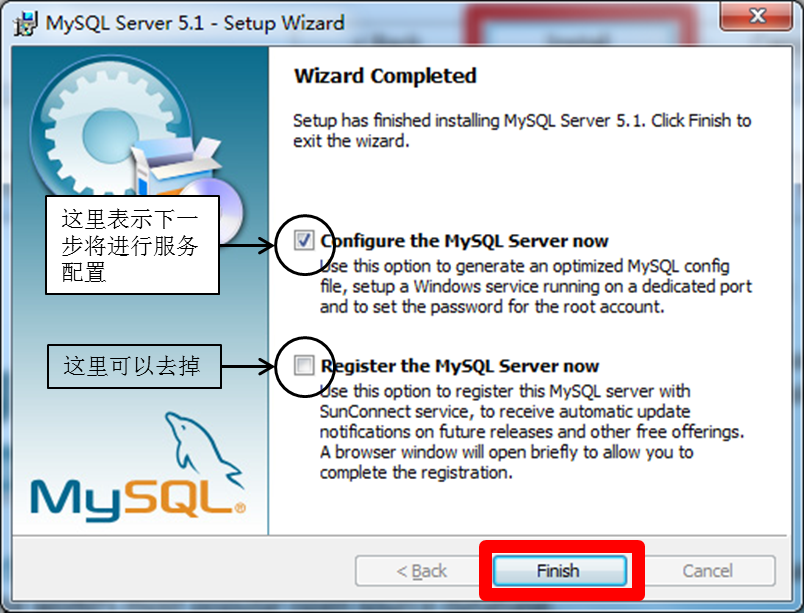 MySQL Server 5.1 - Setup Wizard
Wizard Completed
Setup has finished installing MySQL Server 5.1. Click Finish to
exit the wizard.
这里表示下一
步将进行服务
配置
Configure the MySQL Server now
Use this option to generate an optimized MySQL config
file, setup a Windows service running on a dedicated port
and to set the password for the root account.
这里可以去掉
Register the MySQL Server now
Use this option to register this MySQL server with
SunConnect service, to receive automatic update
notifications on future releases and other free offerings.
A browser window will open briefly to allow you to
complete the registration.
MySQL®
< Back
Finish
Cancel